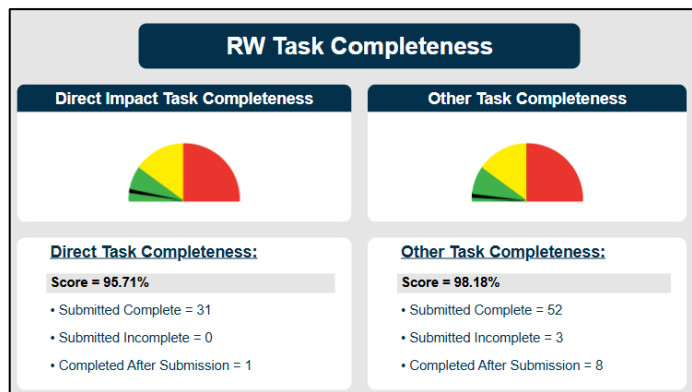 RW Task Completeness
Direct Impact Task Completeness
Other Task Completeness
Direct Task Completeness:
Score = 95.71%
• Submitted Complete = 31
• Submitted Incomplete = 0
• Completed After Submission = 1
Other Task Completeness:
Score = 98.18%
• Submitted Complete = 52
• Submitted Incomplete = 3
• Completed After Submission = 8